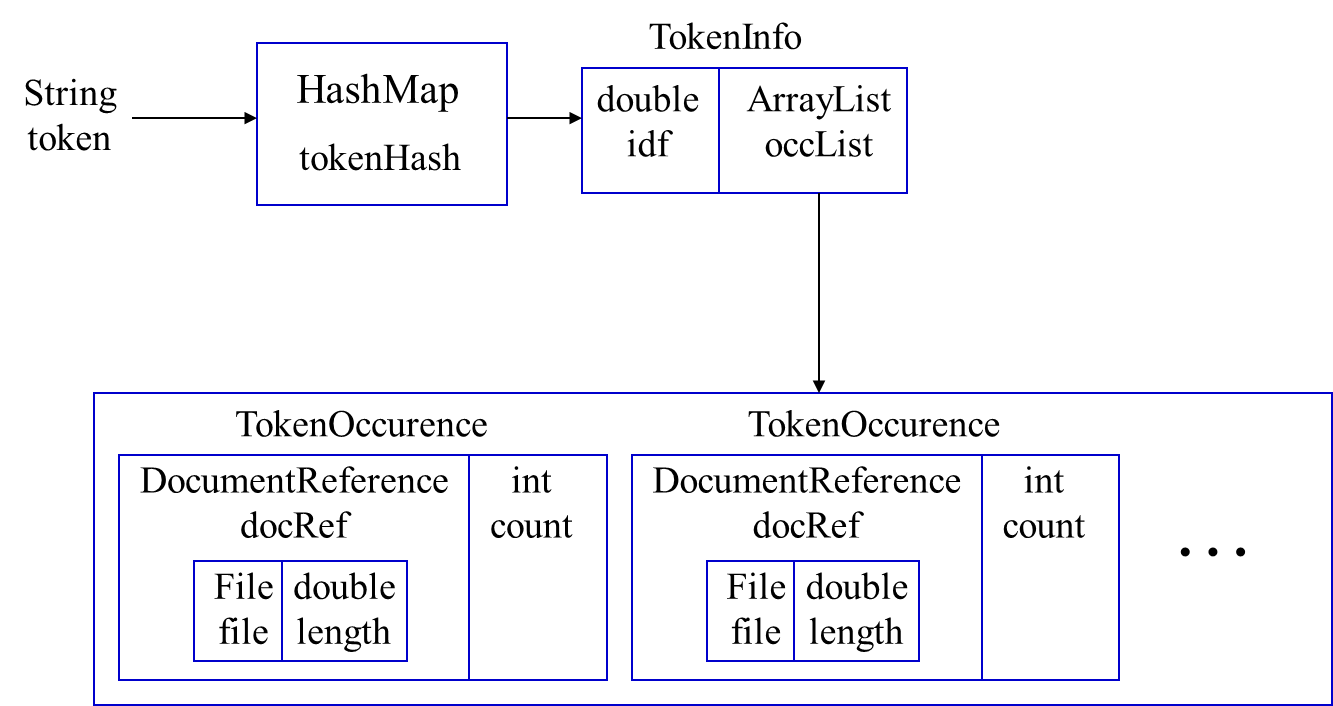 String
token
HashMap
tokenHash
TokenInfo
double
idf
ArrayList
occList
TokenOccurence
DocumentReference
docRef
int
count
File
file
double
length
TokenOccurence
DocumentReference
docRef
int
count
File
file
double
length
...